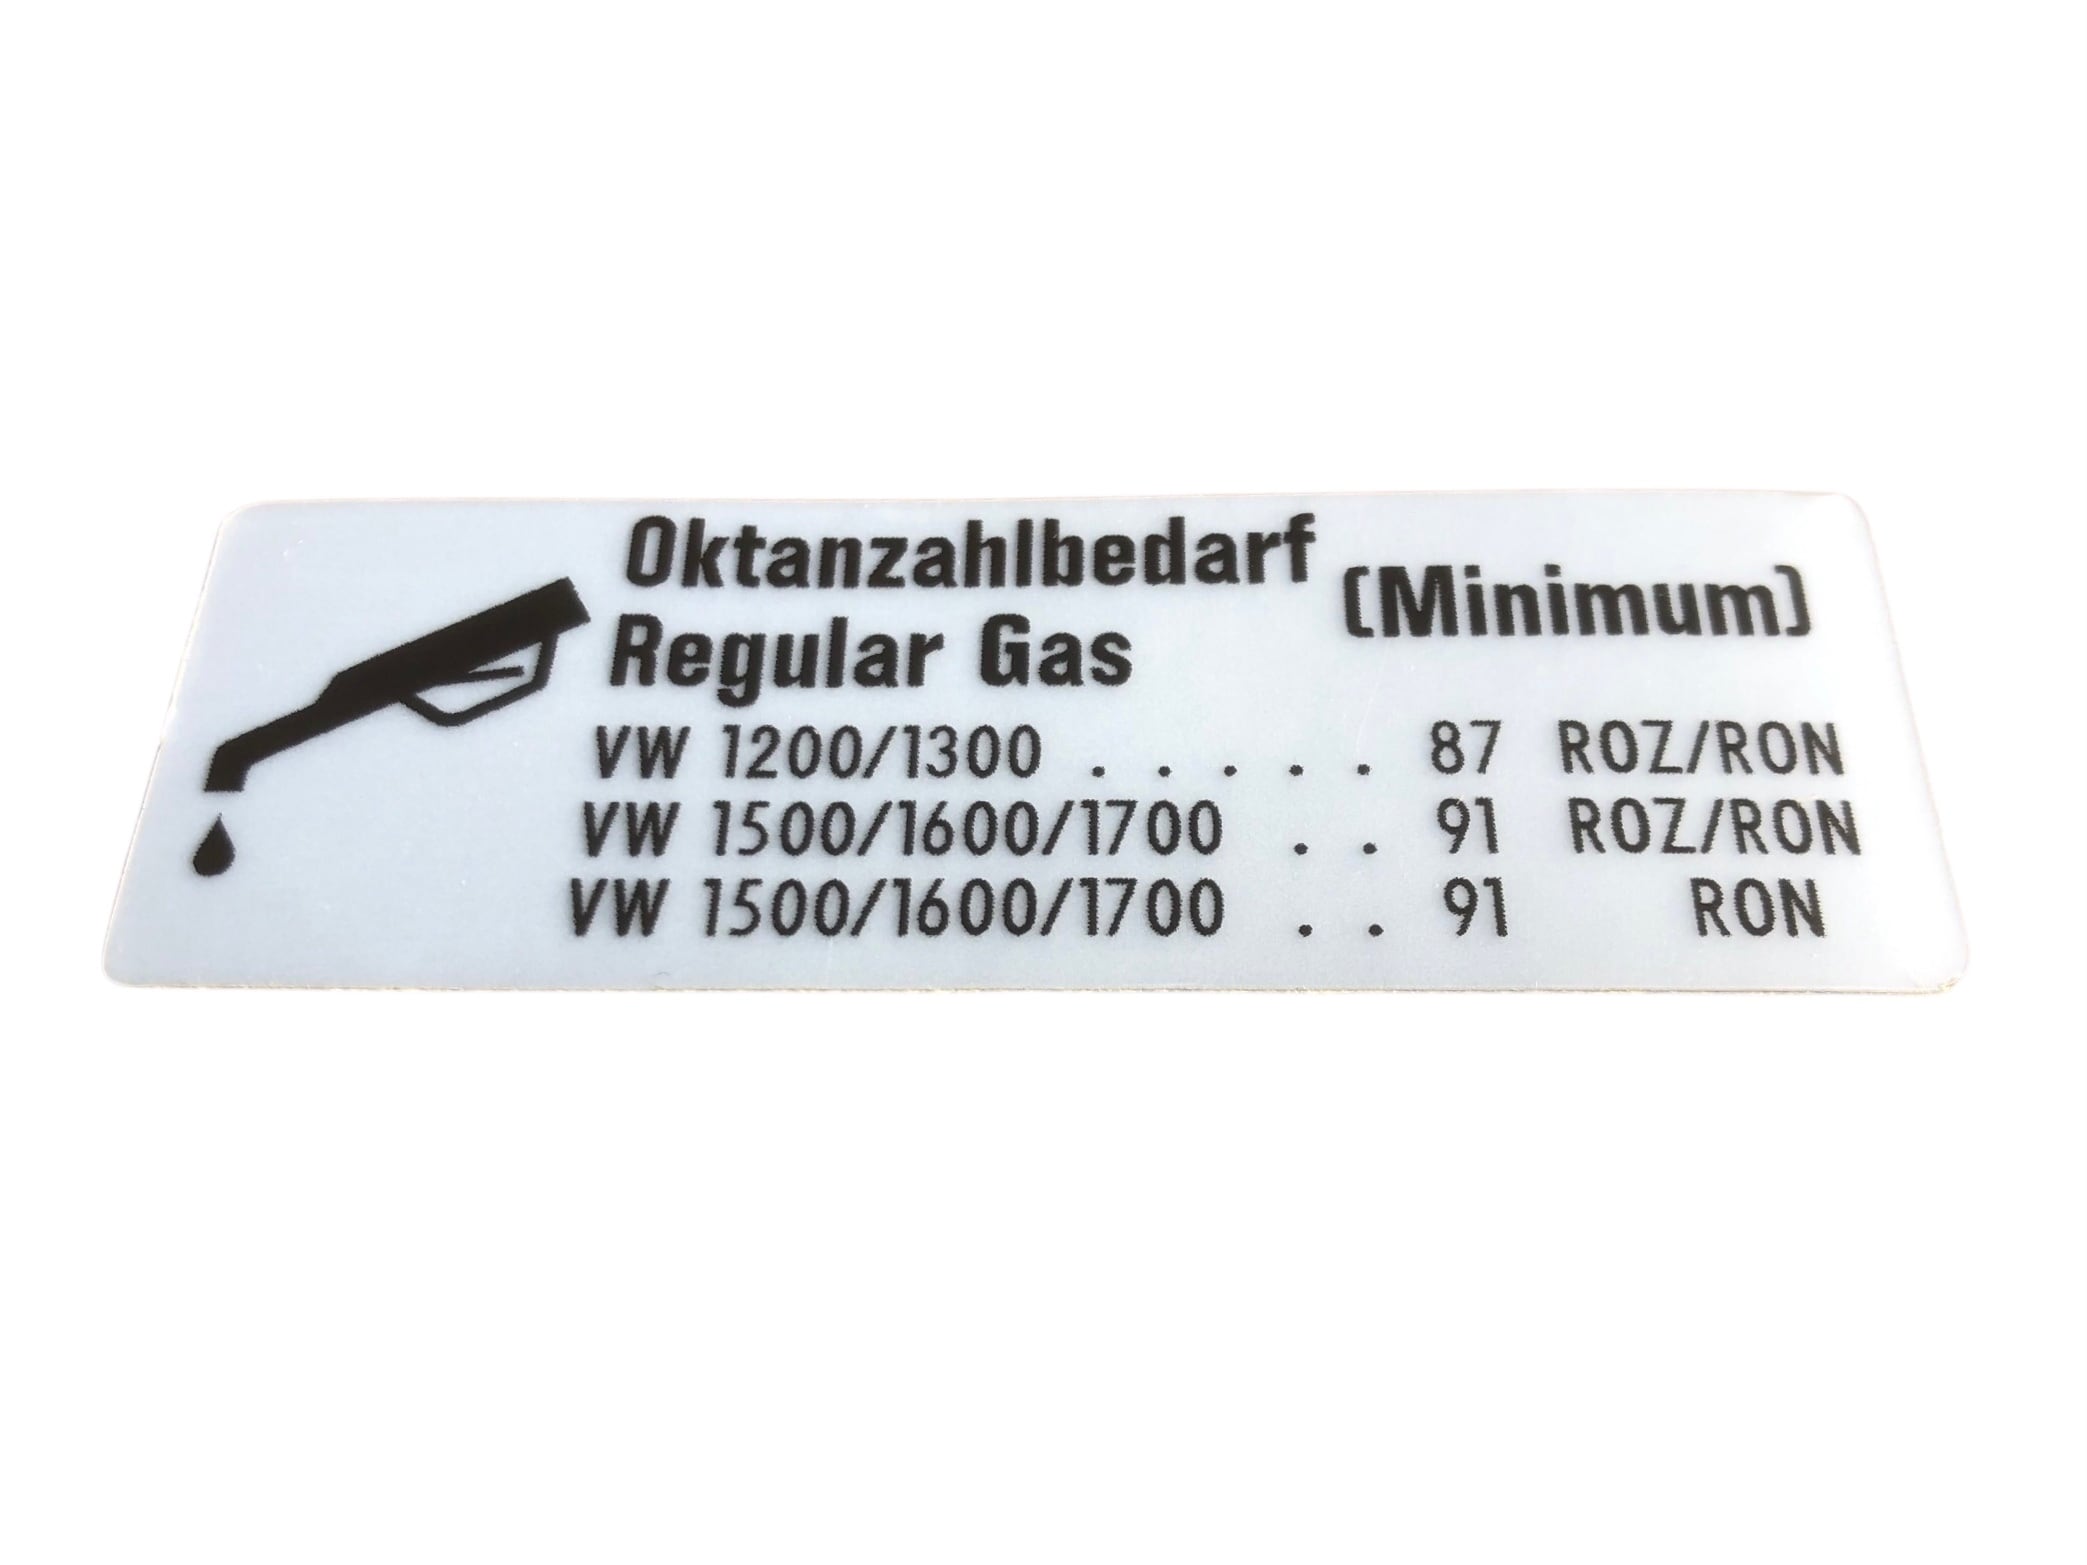 Oktanzahlbedarf (Minimum)
Regular Gas
VW 1200/1300 . . . . . 87 ROZ/RON
VW 1500/1600/1700 . . 91 ROZ/RON
VW 1500/1600/1700 . . 91 RON